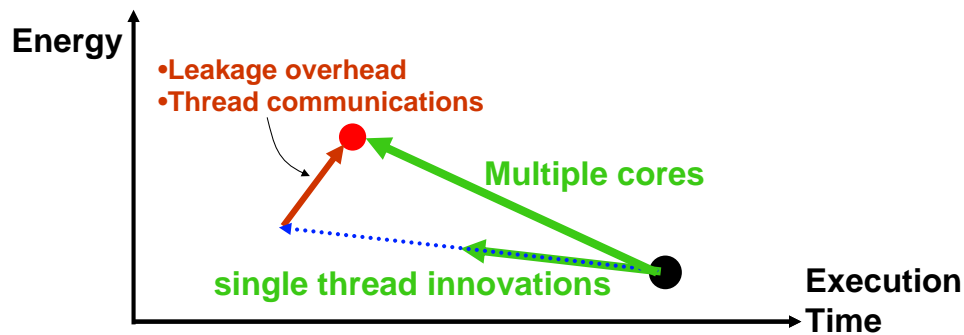 Energy
•Leakage overhead
•Thread communications
Multiple cores
single thread innovations
Execution
Time